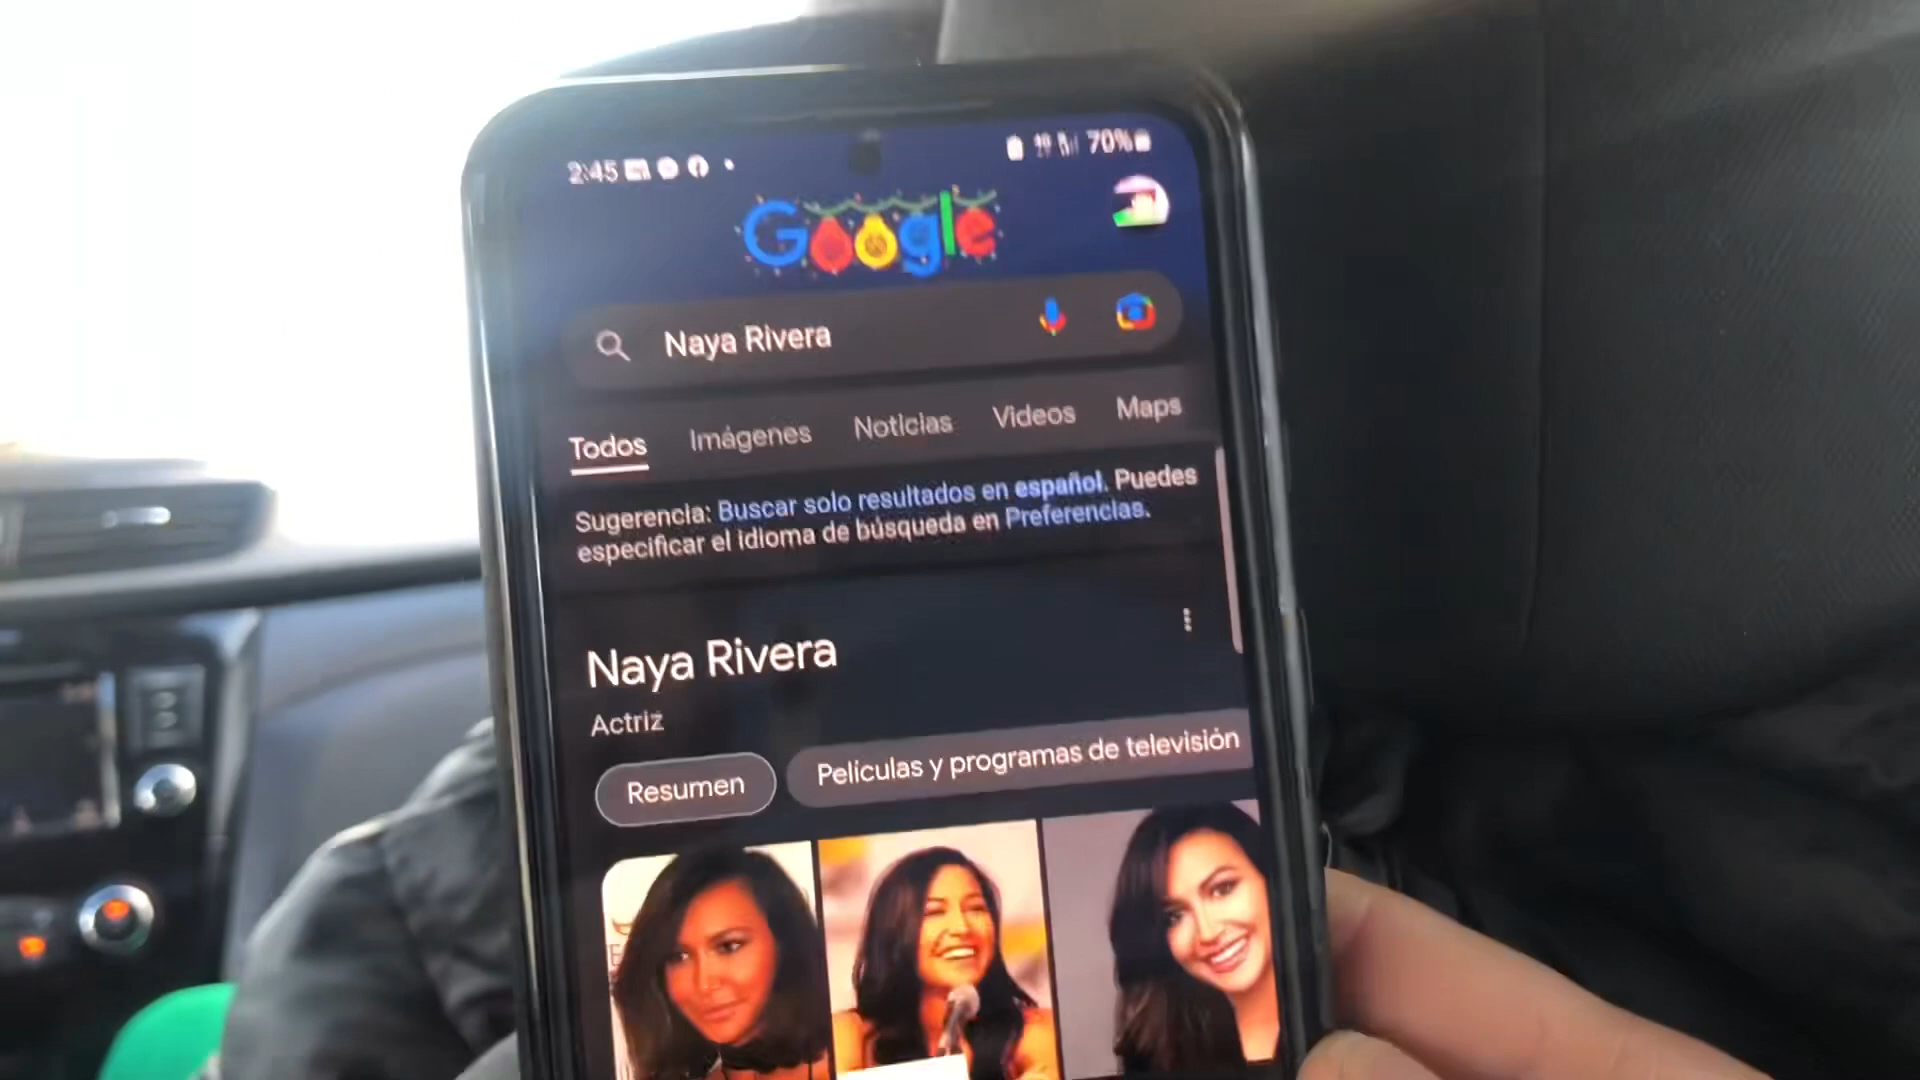 2:45
70%
Google
Naya Rivera
Todos Imágenes Noticias Videos Maps
Sugerencia: Buscar solo resultados en español. Puedes
especificar el idioma de búsqueda en Preferencias.
Naya Rivera
Actriz
Resumen Películas y programas de televisión